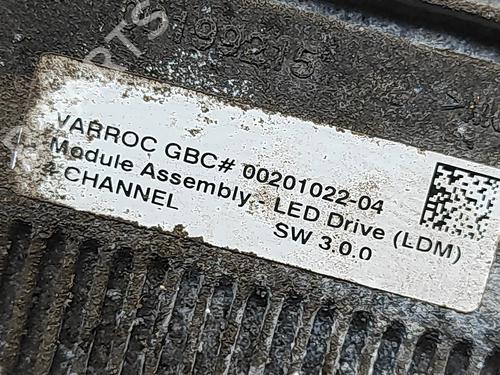 199215
VARROC GBC# 00201022-04
Module Assembly - LED Drive (LDM)
4 CHANNEL SW 3.0.0